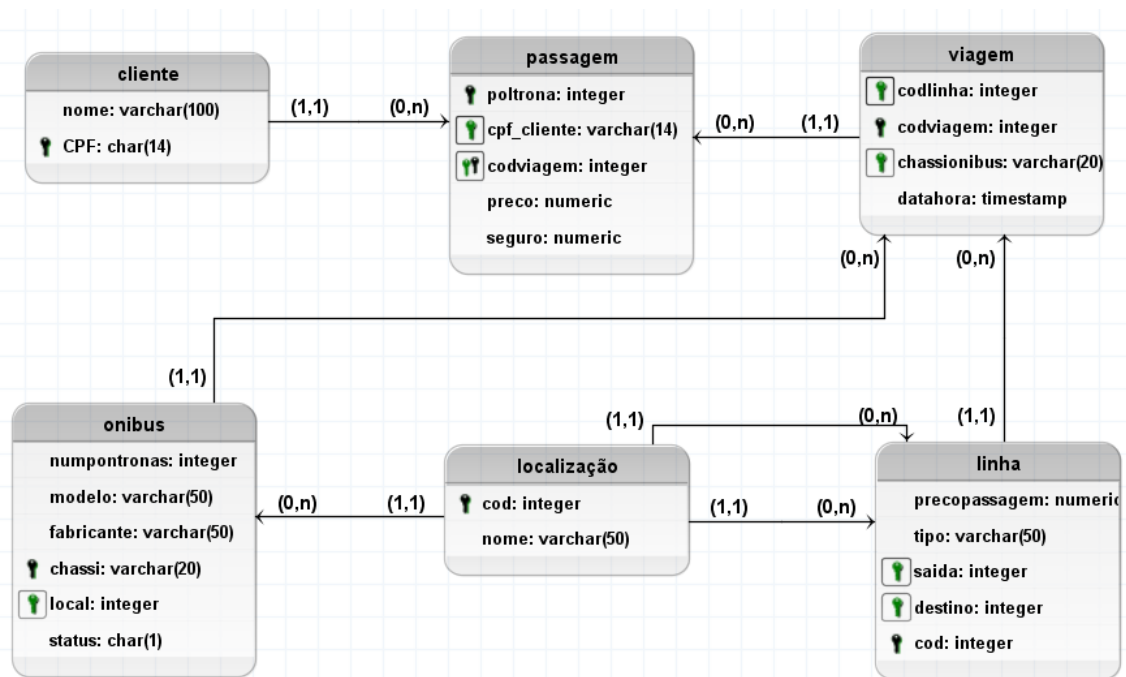 cliente
nome: varchar(100)
CPF: char(14)
(1,1)
(0,n)
passagem
poltrona: integer
cpf_cliente: varchar(14)
codviagem: integer
preco: numeric
seguro: numeric
(0,n)
(1,1)
viagem
codlinha: integer
codviagem: integer
chassionibus: varchar(20)
datahora: timestamp
(0,n)
(0,n)
(1,1)
onibus
numpontronas: integer
modelo: varchar(50)
fabricante: varchar(50)
chassi: varchar(20)
local: integer
status: char(1)
(0,n)
(1,1)
(1,1)
(0,n)
localização
cod: integer
nome: varchar(50)
(1,1)
(0,n)
(1,1)
linha
precopassagem: numeric
tipo: varchar(50)
saida: integer
destino: integer
cod: integer